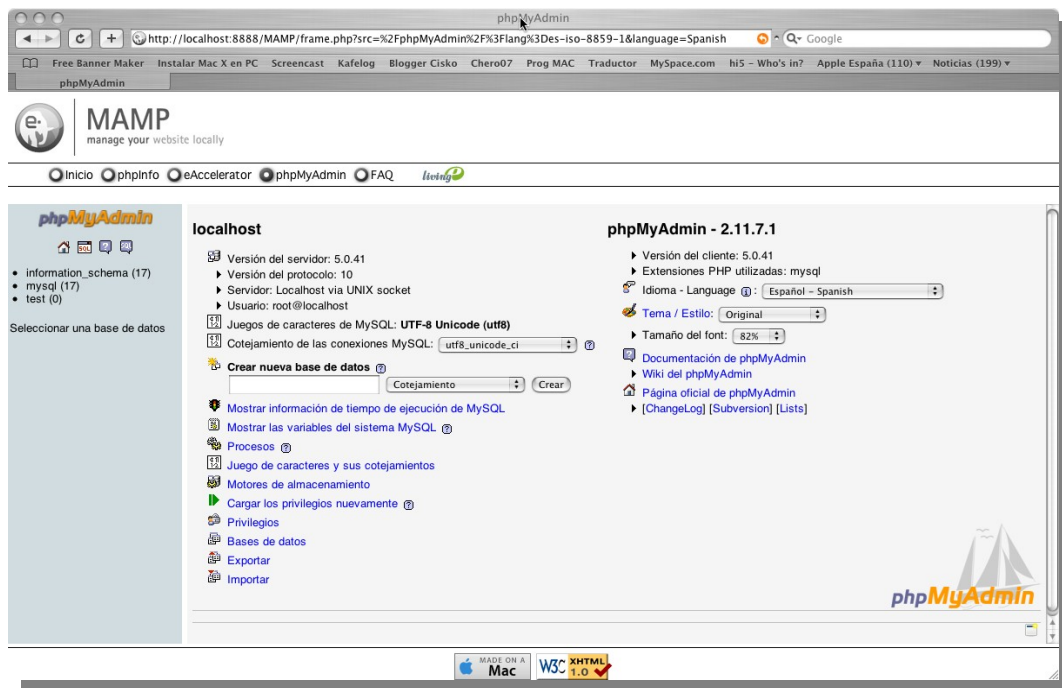 phpMyAdmin
http://localhost:8888/MAMP/frame.php?src=%2FphpMyAdmin%2F%3Flang%3Des-iso-8859-1&language=Spanish
Google
Free Banner Maker Instalar Mac X en PC Screencast Kafelog Blogger Cisko Chero07 Prog MAC Traductor MySpace.com hi5 – Who's in? Apple España (110) Noticias (199)
phpMyAdmin
MAMP
manage your website locally
Inicio phpInfo eAccelerator phpMyAdmin FAQ living e
phpMyAdmin
SQL
information_schema (17)
mysql (17)
test (0)
Seleccionar una base de datos
localhost
Versión del servidor: 5.0.41
Versión del protocolo: 10
Servidor: Localhost via UNIX socket
Usuario: root@localhost
Juegos de caracteres de MySQL: UTF-8 Unicode (utf8)
Cotejamiento de las conexiones MySQL: utf8_unicode_ci
Crear nueva base de datos
Cotejamiento Crear
Mostrar información de tiempo de ejecución de MySQL
Mostrar las variables del sistema MySQL
Procesos
Juego de caracteres y sus cotejamientos
Motores de almacenamiento
Cargar los privilegios nuevamente
Privilegios
Bases de datos
Exportar
Importar
phpMyAdmin - 2.11.7.1
Versión del cliente: 5.0.41
Extensiones PHP utilizadas: mysql
Idioma - Language : Español – Spanish
Tema / Estilo: Original
Tamaño del font: 82%
Documentación de phpMyAdmin
Wiki del phpMyAdmin
Página oficial de phpMyAdmin
[ChangeLog] [Subversion] [Lists]
phpMyAdmin
MADE ON A
Mac
W3C XHTML 1.0